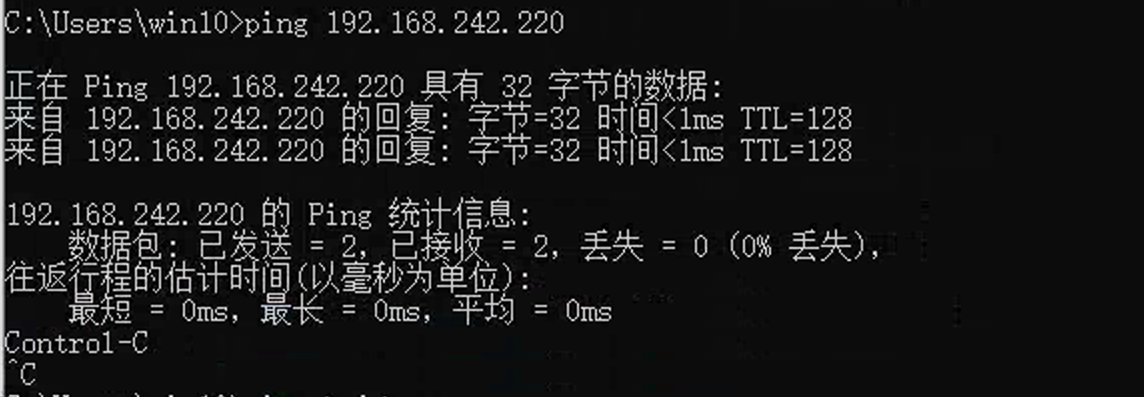 C:\Users\win10>ping 192.168.242.220
正在 Ping 192.168.242.220 具有 32 字节的数据:
来自 192.168.242.220 的回复: 字节=32 时间<1ms TTL=128
来自 192.168.242.220 的回复: 字节=32 时间<1ms TTL=128
192.168.242.220 的 Ping 统计信息:
数据包: 已发送 = 2, 已接收 = 2, 丢失 = 0 (0% 丢失),
往返行程的估计时间(以毫秒为单位):
最短 = 0ms, 最长 = 0ms, 平均 = 0ms
Control-C
^C